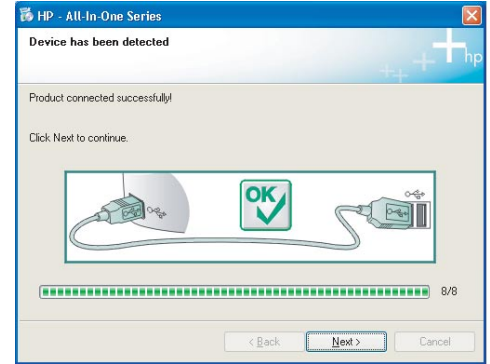 HP - All-In-One Series
Device has been detected
hp
Product connected successfully!
Click Next to continue.
OK
8/8
< Back Next > Cancel